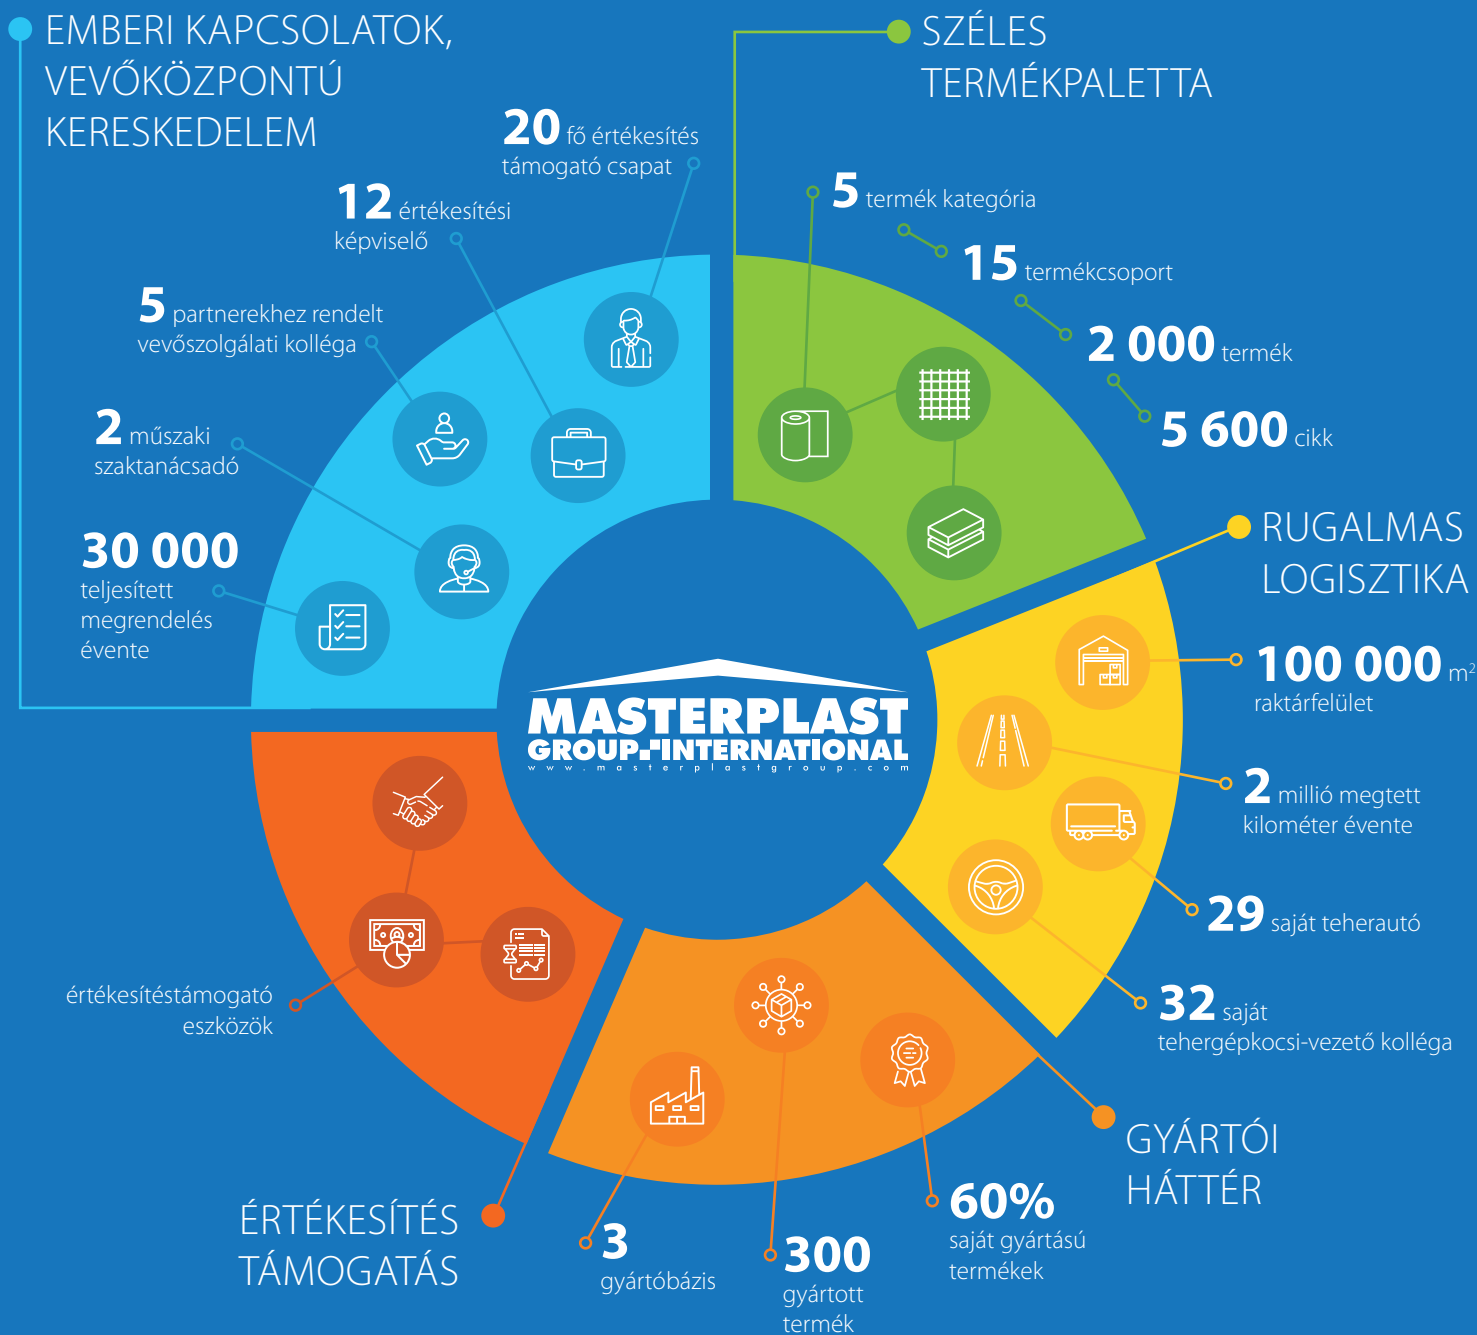 EMBERI KAPCSOLATOK,
VEVŐKÖZPONTÚ
KERESKEDELEM
20 fő értékesítés
támogató csapat
12 értékesítési
képviselő
5 partnerekhez rendelt
vevőszolgálati kolléga
2 műszaki
szaktanácsadó
30 000
teljesített
megrendelés
évente
SZÉLES
TERMÉKPALETTA
5 termék kategória
15 termékcsoport
2 000 termék
5 600 cikk
RUGALMAS
LOGISZTIKA
100 000 m²
raktárfelület
2 millió megtett
kilométer évente
29 saját teherautó
32 saját
tehergépkocsi-vezető kolléga
MASTERPLAST
GROUP INTERNATIONAL
www.masterplastgroup.com
GYÁRTÓI
HÁTTÉR
60%
saját gyártású
termékek
300
gyártott
termék
3
gyártóbázis
ÉRTÉKESÍTÉS
TÁMOGATÁS
értékesítéstámogató
eszközök